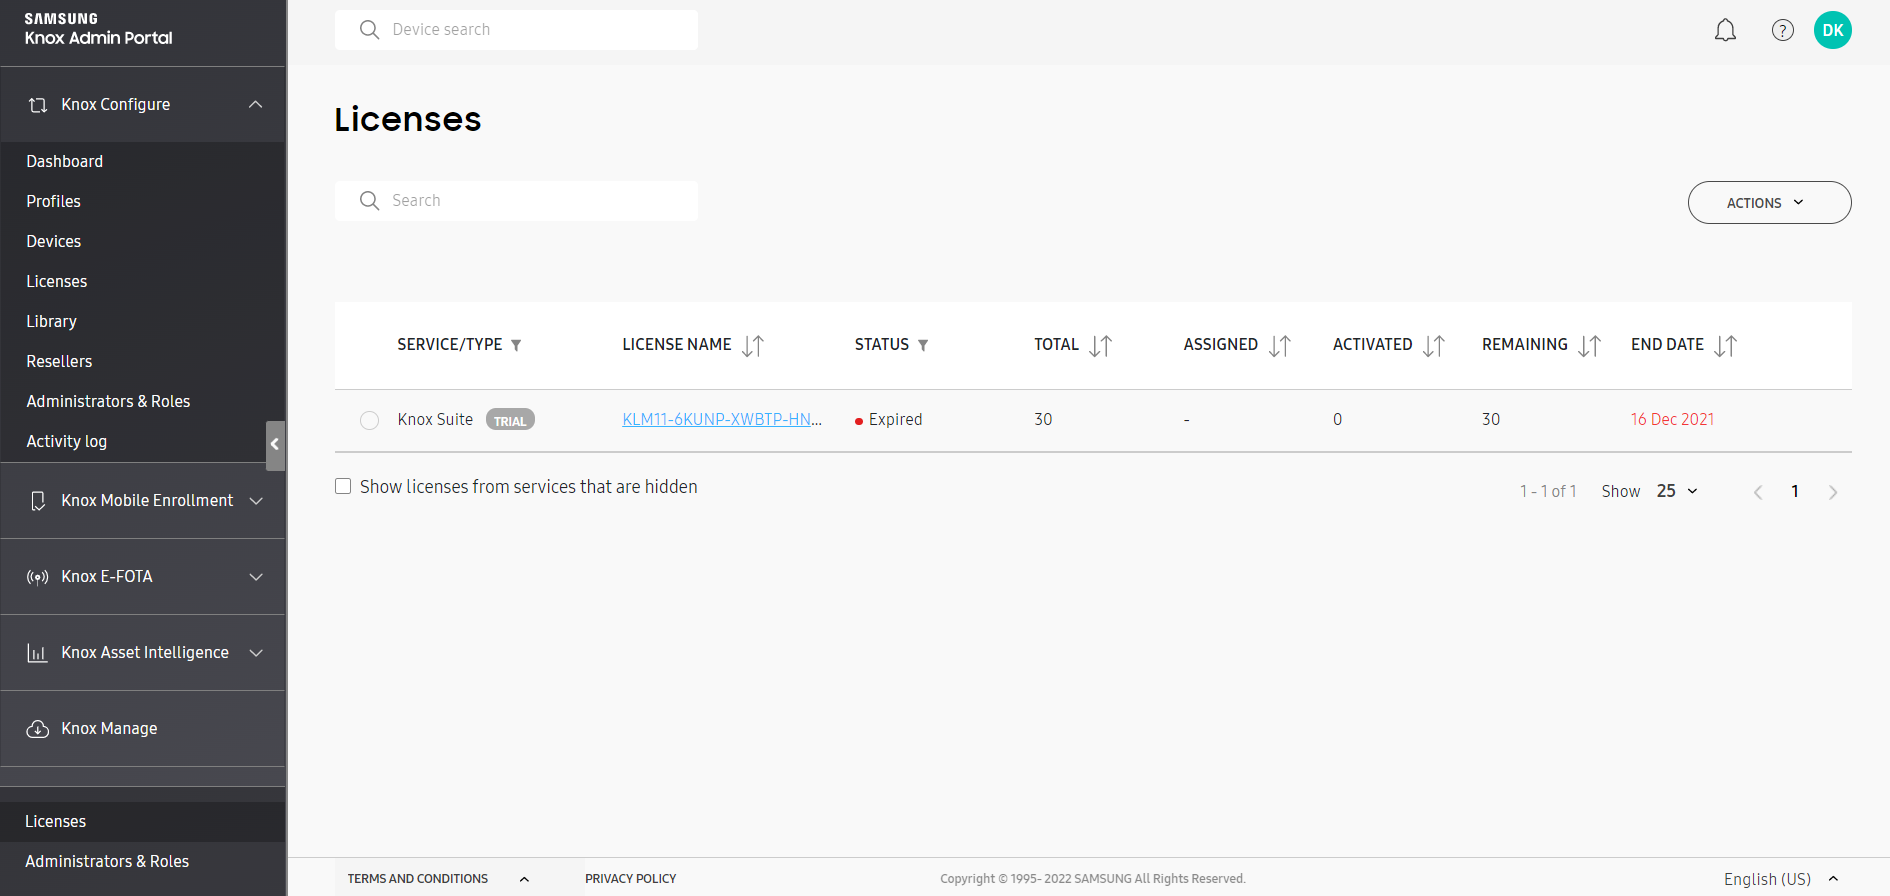 SAMSUNG
Knox Admin Portal
Device search
?
DK
Knox Configure
Dashboard
Profiles
Devices
Licenses
Library
Resellers
Administrators & Roles
Activity log
Knox Mobile Enrollment
Knox E-FOTA
Knox Asset Intelligence
Knox Manage
Licenses
Administrators & Roles
Licenses
Search
ACTIONS
SERVICE/TYPE LICENSE NAME STATUS TOTAL ASSIGNED ACTIVATED REMAINING END DATE
Knox Suite TRIAL KLM11-6KUNP-XWBTP-HN... Expired 30 - 0 30 16 Dec 2021
Show licenses from services that are hidden
1 - 1 of 1 Show 25 1
TERMS AND CONDITIONS PRIVACY POLICY Copyright © 1995- 2022 SAMSUNG All Rights Reserved. English (US)